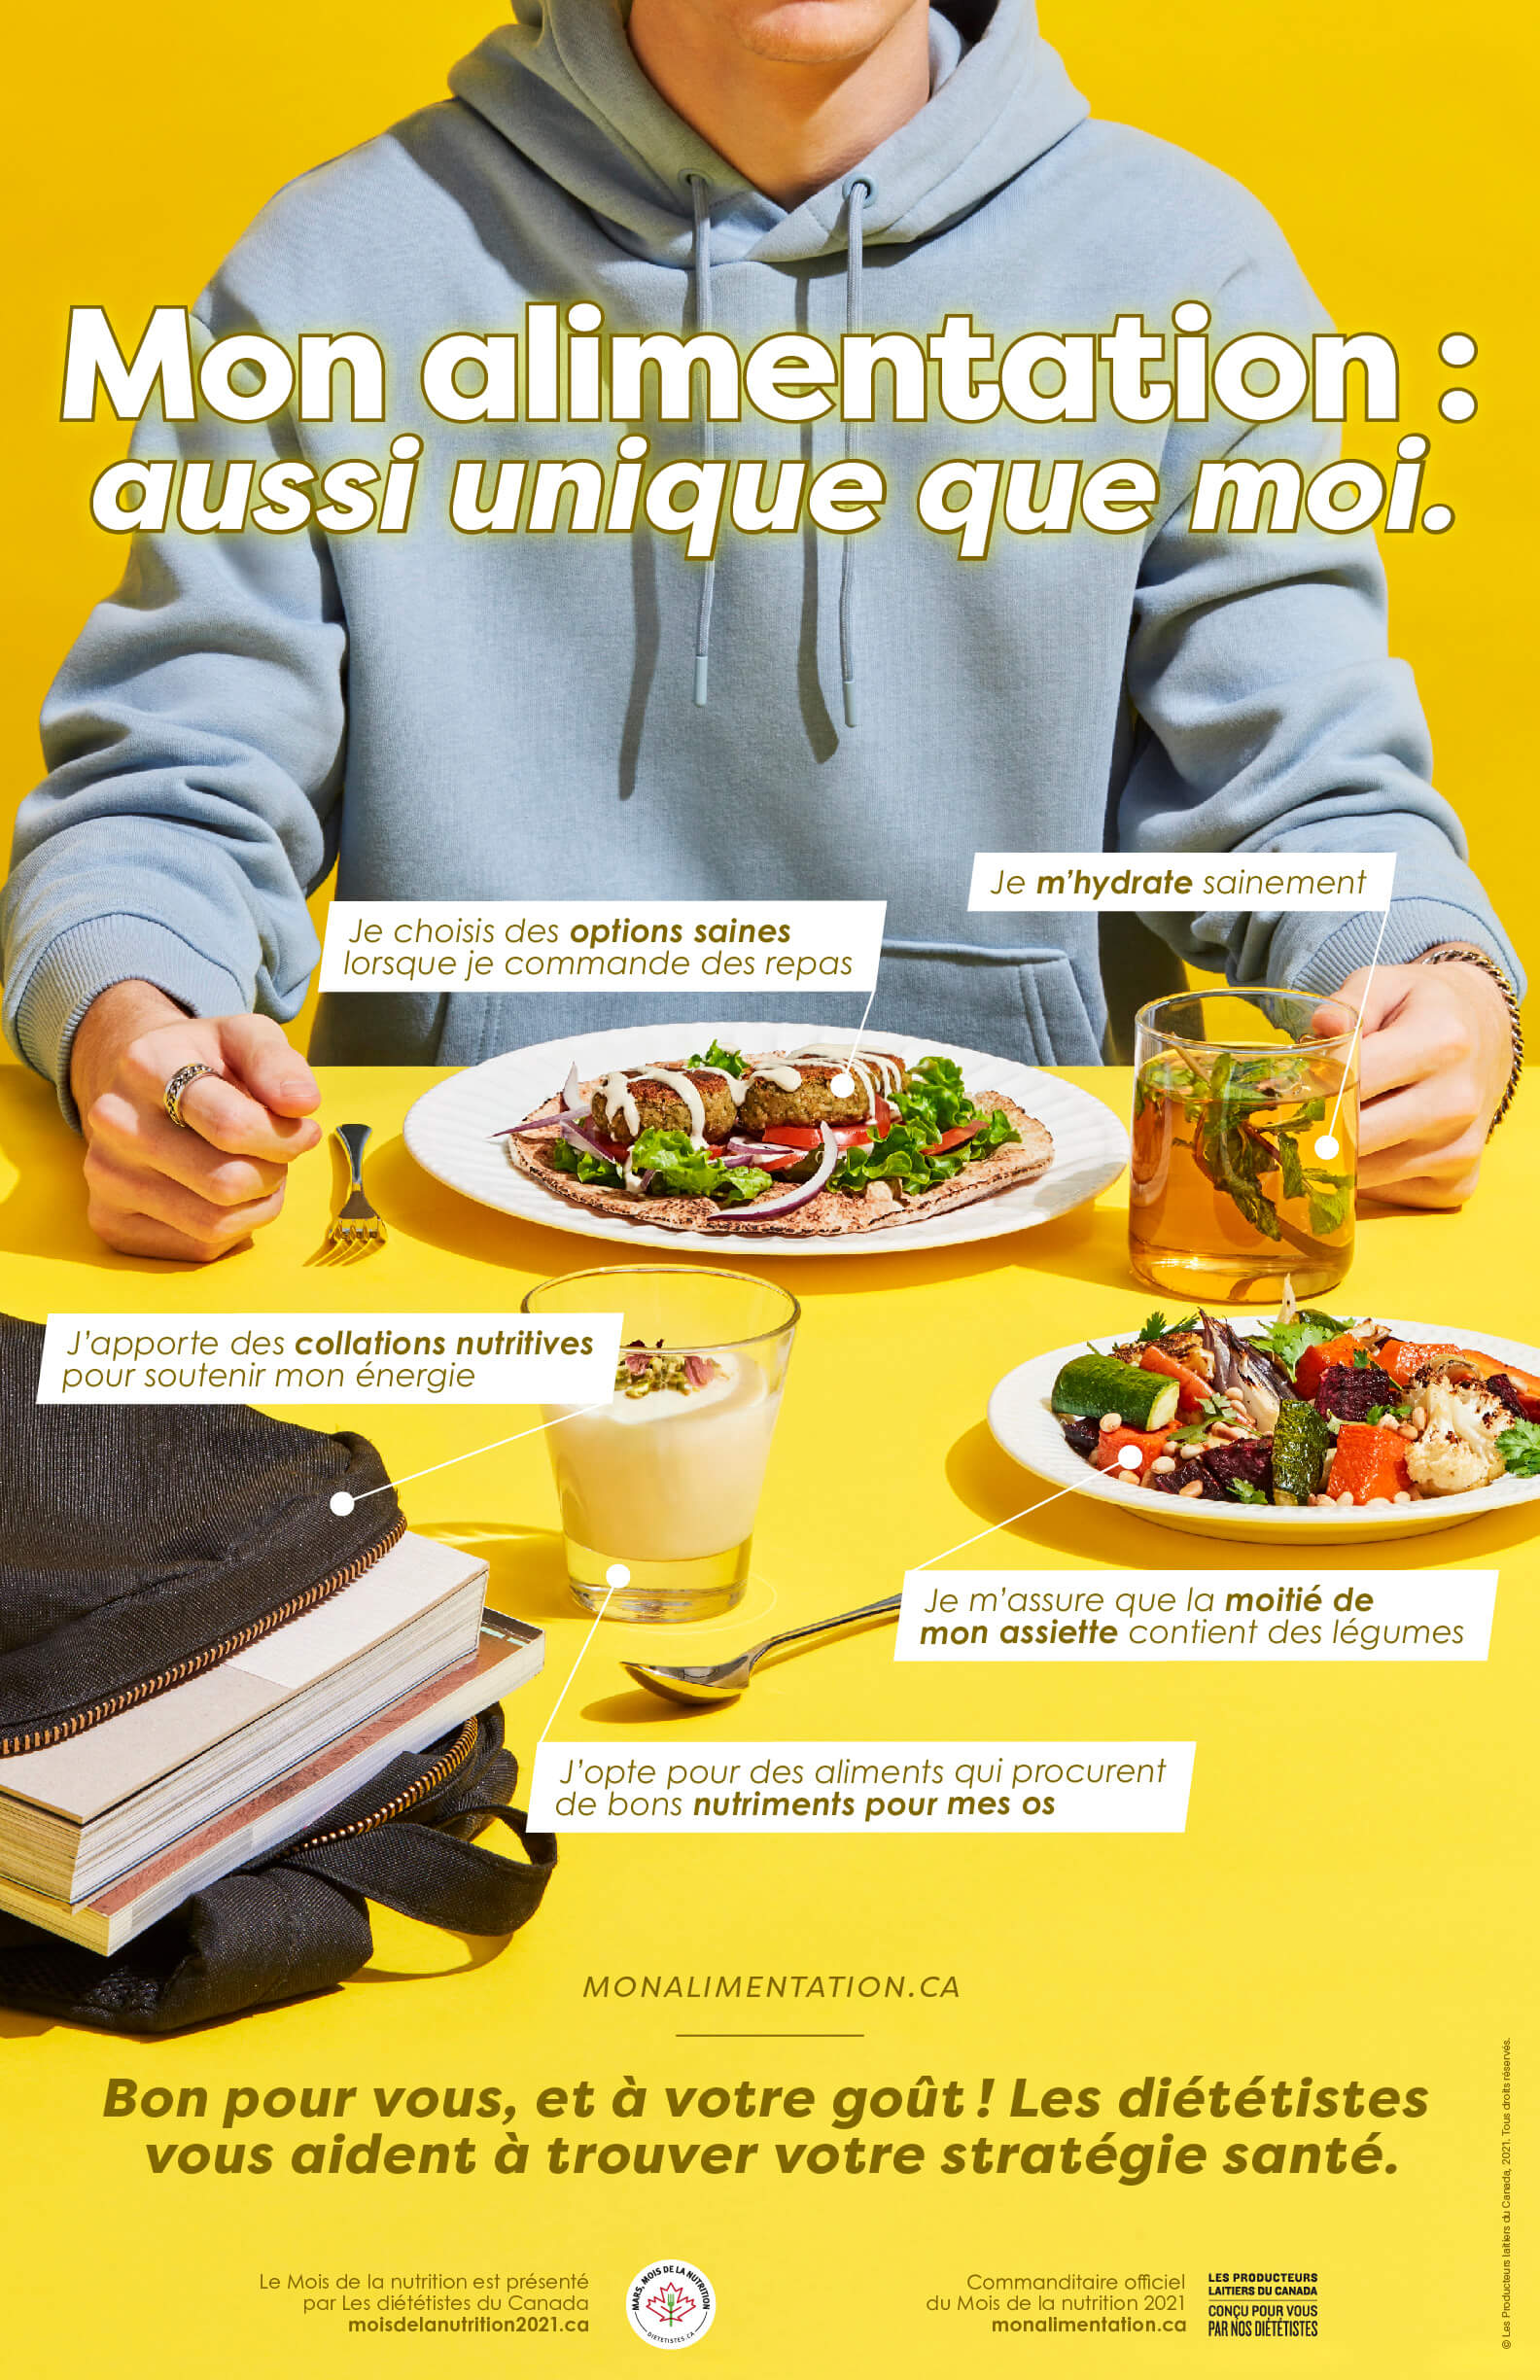 Mon alimentation :
aussi unique que moi.
Je m'hydrate sainement
Je choisis des options saines
lorsque je commande des repas
J'apporte des collations nutritives
pour soutenir mon énergie
Je m'assure que la moitié de
mon assiette contient des légumes
J'opte pour des aliments qui procurent
de bons nutriments pour mes os
MONALIMENTATION.CA
Bon pour vous, et à votre goût ! Les diététistes
vous aident à trouver votre stratégie santé.
Le Mois de la nutrition est présenté
par Les diététistes du Canada
moisdelanutrition2021.ca
MARS, MOIS DE LA NUTRITION
DIETETISTES.CA
Commanditaire officiel
du Mois de la nutrition 2021
monalimentation.ca
LES PRODUCTEURS
LAITIERS DU CANADA
CONÇU POUR VOUS
PAR NOS DIÉTÉTISTES
© Les Producteurs laitiers du Canada, 2021. Tous droits réservés.